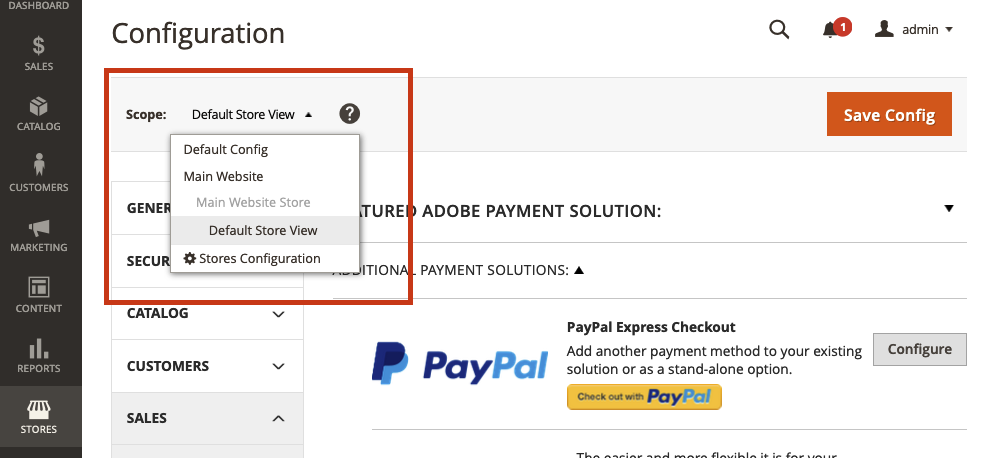 DASHBOARD
$
SALES
CATALOG
CUSTOMERS
MARKETING
CONTENT
REPORTS
STORES
Configuration
1
admin
Scope:
Default Store View
?
Save Config
Default Config
Main Website
Main Website Store
Default Store View
Stores Configuration
GENER
SECUR
CATALOG
CUSTOMERS
SALES
ATURED ADOBE PAYMENT SOLUTION:
ADDITIONAL PAYMENT SOLUTIONS:
PayPal
PayPal Express Checkout
Add another payment method to your existing
solution or as a stand-alone option.
Check out with PayPal
Configure
The easier and more flexible it is for your